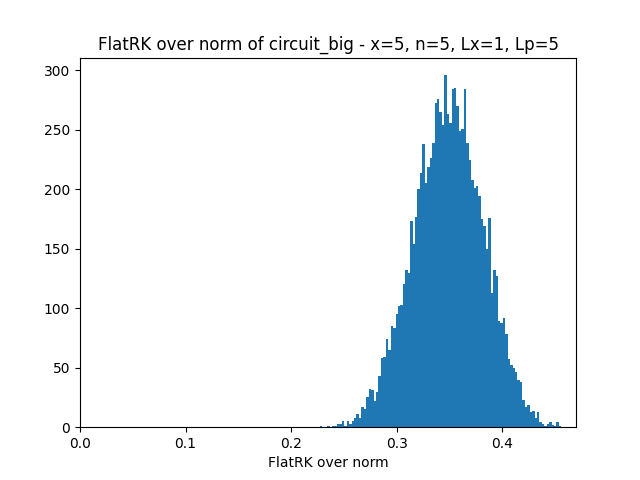 FlatRK over norm of circuit_big - x=5, n=5, Lx=1, Lp=5
300
250
200
150
100
50
0
0.0 0.1 0.2 0.3 0.4
FlatRK over norm